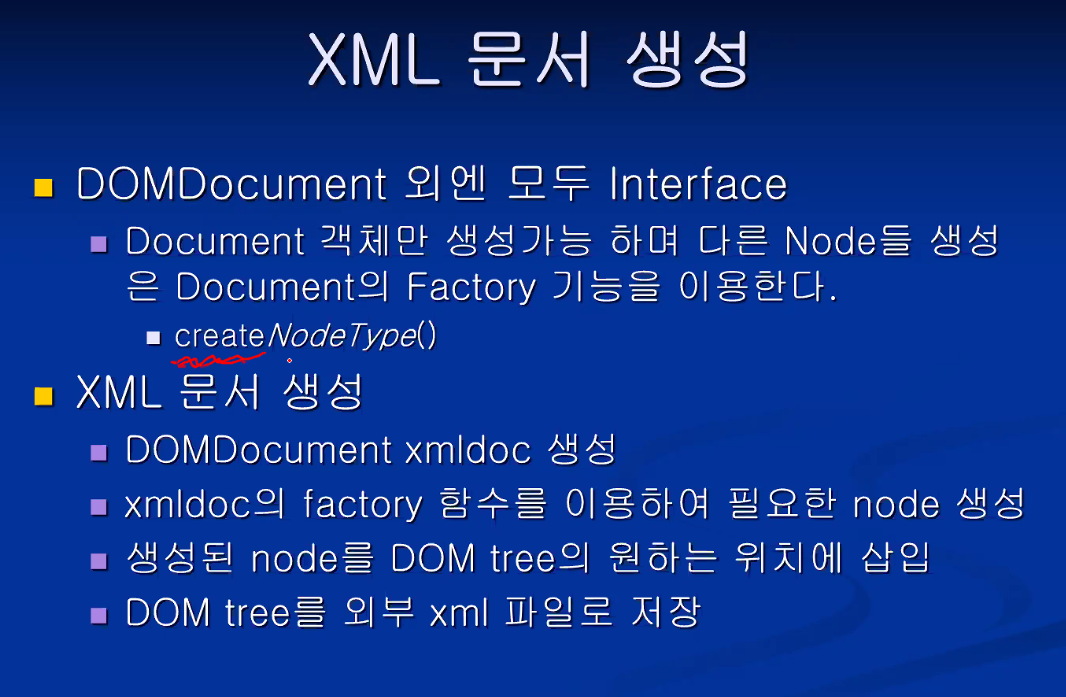 XML 문서 생성
DOMDocument 외엔 모두 Interface
Document 객체만 생성가능 하며 다른 Node들 생성
은 Document의 Factory 기능을 이용한다.
createNodeType()
XML 문서 생성
DOMDocument xmldoc 생성
xmldoc의 factory 함수를 이용하여 필요한 node 생성
생성된 node를 DOM tree의 원하는 위치에 삽입
DOM tree를 외부 xml 파일로 저장